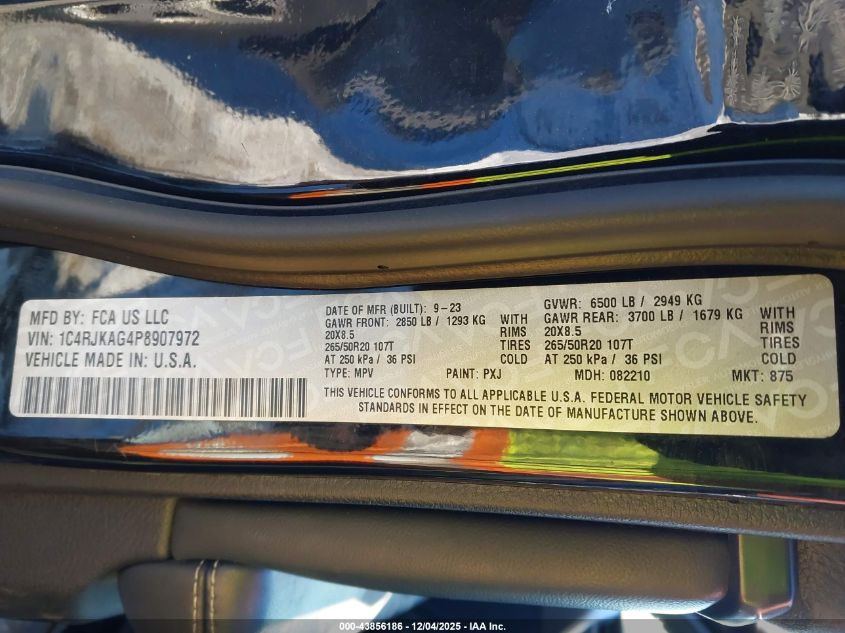 MFD BY: FCA US LLC
VIN: 1C4RJKAG4P8907972
VEHICLE MADE IN: U.S.A.
DATE OF MFR (BUILT): 9-23 GVWR: 6500 LB / 2949 KG
GAWR FRONT: 2850 LB / 1293 KG WITH GAWR REAR: 3700 LB / 1679 KG WITH
20X8.5 RIMS 20X8.5 RIMS
265/50R20 107T TIRES 265/50R20 107T TIRES
AT 250 kPa / 36 PSI COLD AT 250 kPa / 36 PSI COLD
TYPE: MPV PAINT: PXJ MDH: 082210 MKT: 875
THIS VEHICLE CONFORMS TO ALL APPLICABLE U.S.A. FEDERAL MOTOR VEHICLE SAFETY
STANDARDS IN EFFECT ON THE DATE OF MANUFACTURE SHOWN ABOVE.
000-43856186 - 12/04/2025 - IAA Inc.